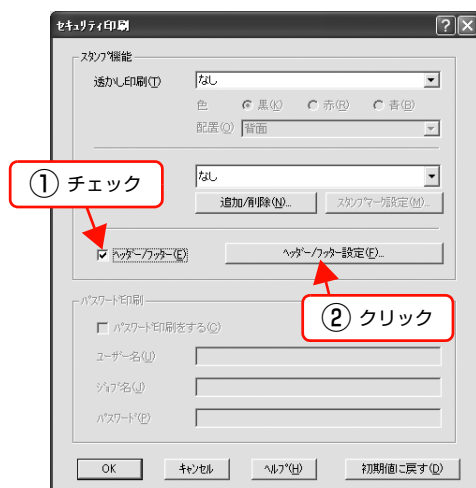 セキュリティ印刷
スタンプ機能
透かし印刷(T) なし
色 黒(K) 赤(R) 青(B)
配置(O) 背面
なし
① チェック
追加/削除(N)... スタンプマーク設定(M)...
ヘッダー/フッター(E) ヘッダー/フッター設定(F)...
パスワード印刷
② クリック
パスワード印刷をする(C)
ユーザー名(U)
ジョブ名(J)
パスワード(P)
OK キャンセル ヘルプ(H) 初期値に戻す(D)